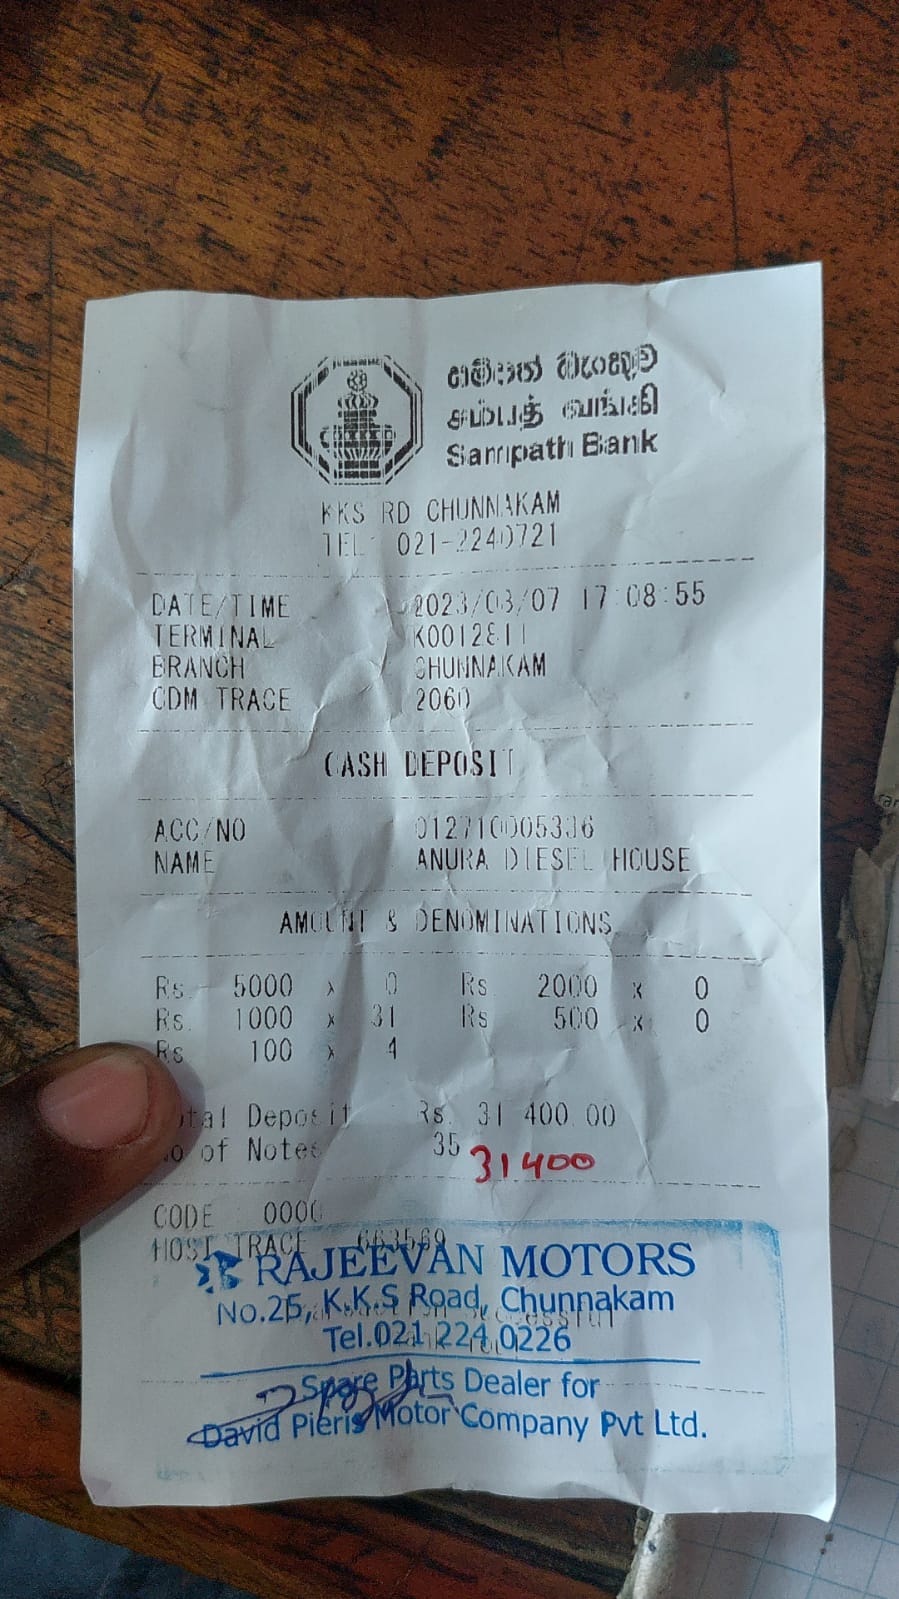 සම්පත් බැංකුව
சம்பத் வங்கி
Sampath Bank
KKS RD CHUNNAKAM
TEL: 021-2240721
DATE/TIME 2023/03/07 17:08:55
TERMINAL K0012811
BRANCH CHUNNAKAM
CDM TRACE 2060
CASH DEPOSIT
ACC/NO 012710005336
NAME ANURA DIESEL HOUSE
AMOUNT & DENOMINATIONS
Rs. 5000 x 0 Rs. 2000 x 0
Rs. 1000 x 31 Rs. 500 x 0
Rs. 100 x 4
Total Deposit Rs. 31 400.00
No of Notes 35
31400
CODE : 0000
HOST TRACE 663569
RAJEEVAN MOTORS
No.25, K.K.S Road, Chunnakam
Tel.021 224 0226
Spare Parts Dealer for
David Pieris Motor Company Pvt Ltd.